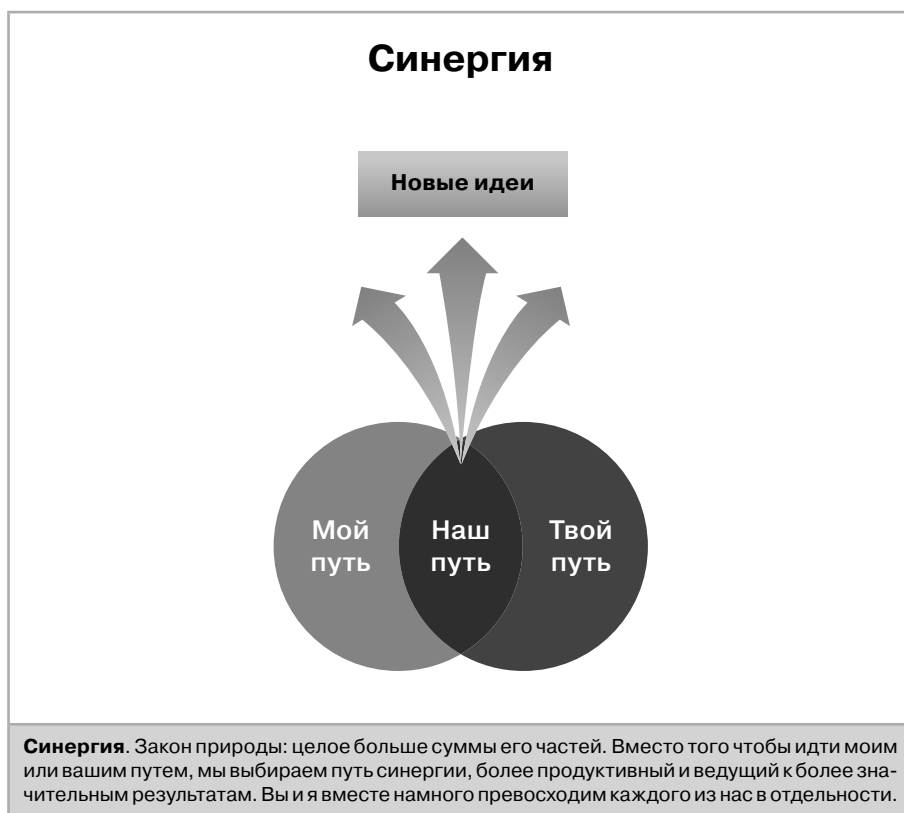 Синергия
Новые идеи
Мой
путь
Наш
путь
Твой
путь
Синергия. Закон природы: целое больше суммы его частей. Вместо того чтобы идти моим
или вашим путем, мы выбираем путь синергии, более продуктивный и ведущий к более зна-
чительным результатам. Вы и я вместе намного превосходим каждого из нас в отдельности.